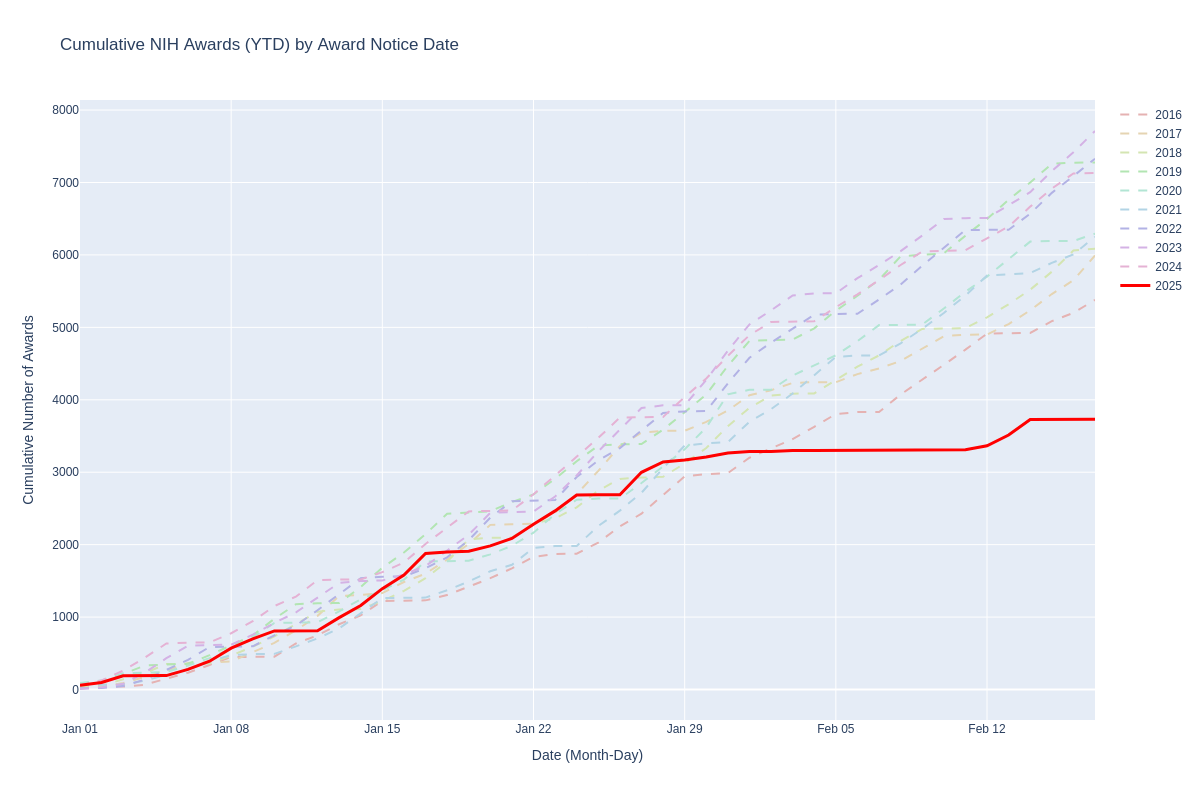 Cumulative NIH Awards (YTD) by Award Notice Date
8000
7000
6000
5000
4000
3000
2000
1000
0
Cumulative Number of Awards
Jan 01
Jan 08
Jan 15
Jan 22
Jan 29
Feb 05
Feb 12
Date (Month-Day)
2016
2017
2018
2019
2020
2021
2022
2023
2024
2025